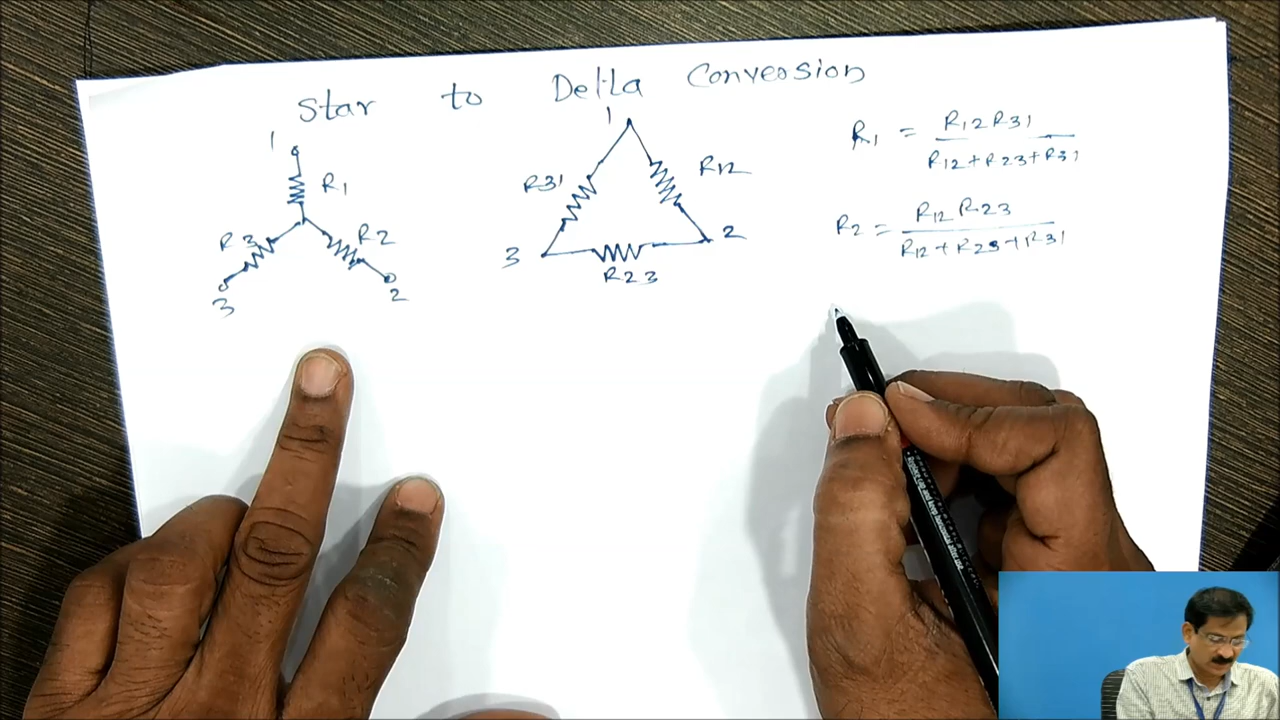 Star to Delta Conversion
1
R1
R3
R2
3
2
1
R31
R12
3
2
R23
R1 = R12 R31
R12 + R23 + R31
R2 = R12 R23
R12 + R23 + R31